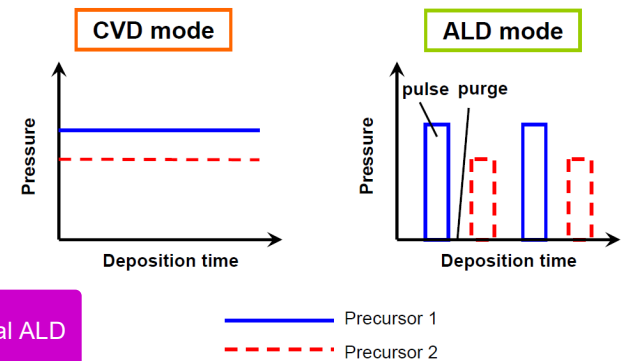 CVD mode
ALD mode
pulse purge
Pressure
Pressure
Deposition time
Deposition time
al ALD
Precursor 1
Precursor 2